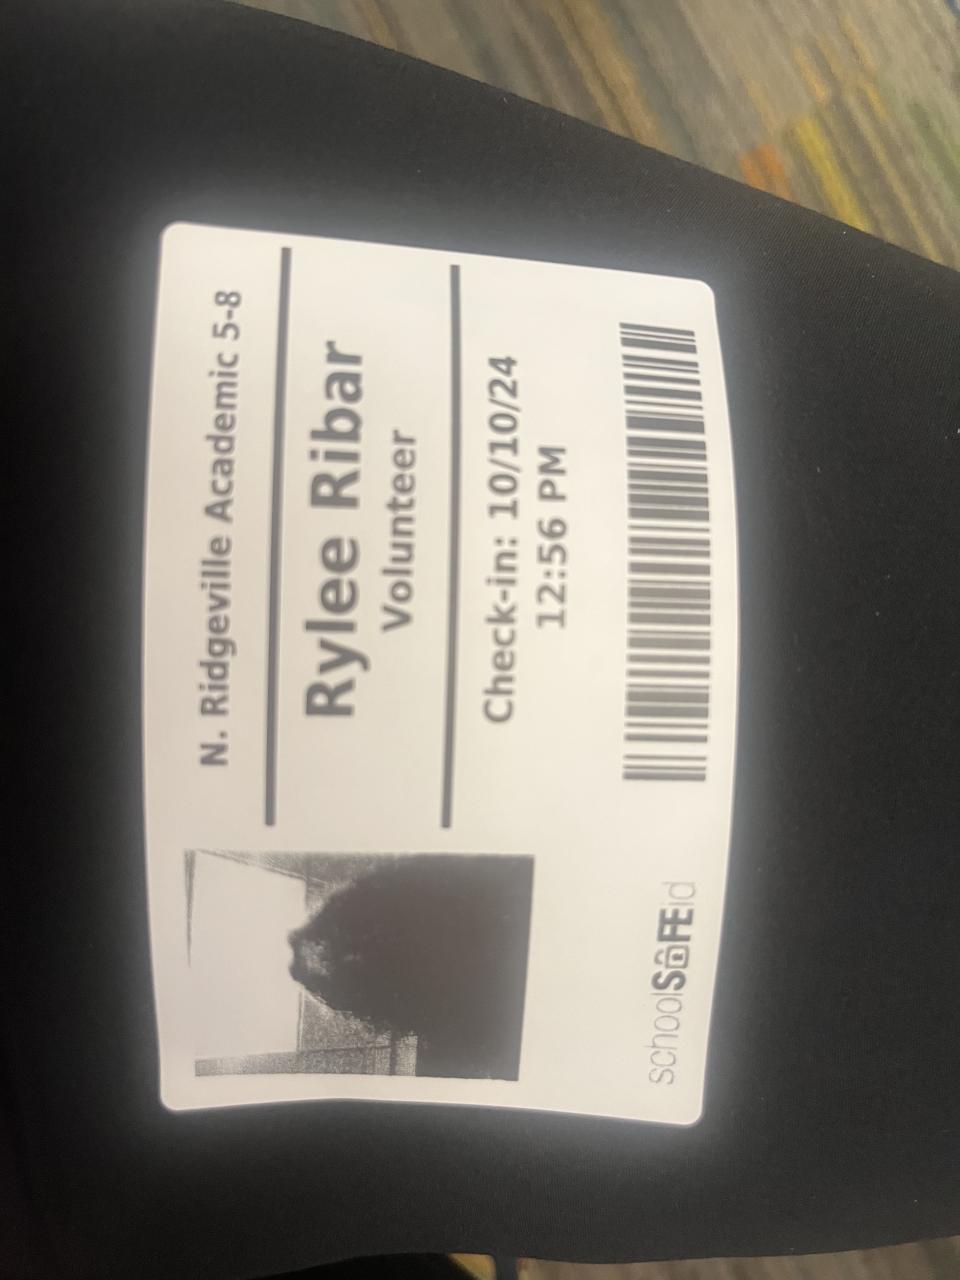 N. Ridgeville Academic 5-8
Rylee Ribar
Volunteer
Check-in: 10/10/24
12:56 PM
schoolSAFEid